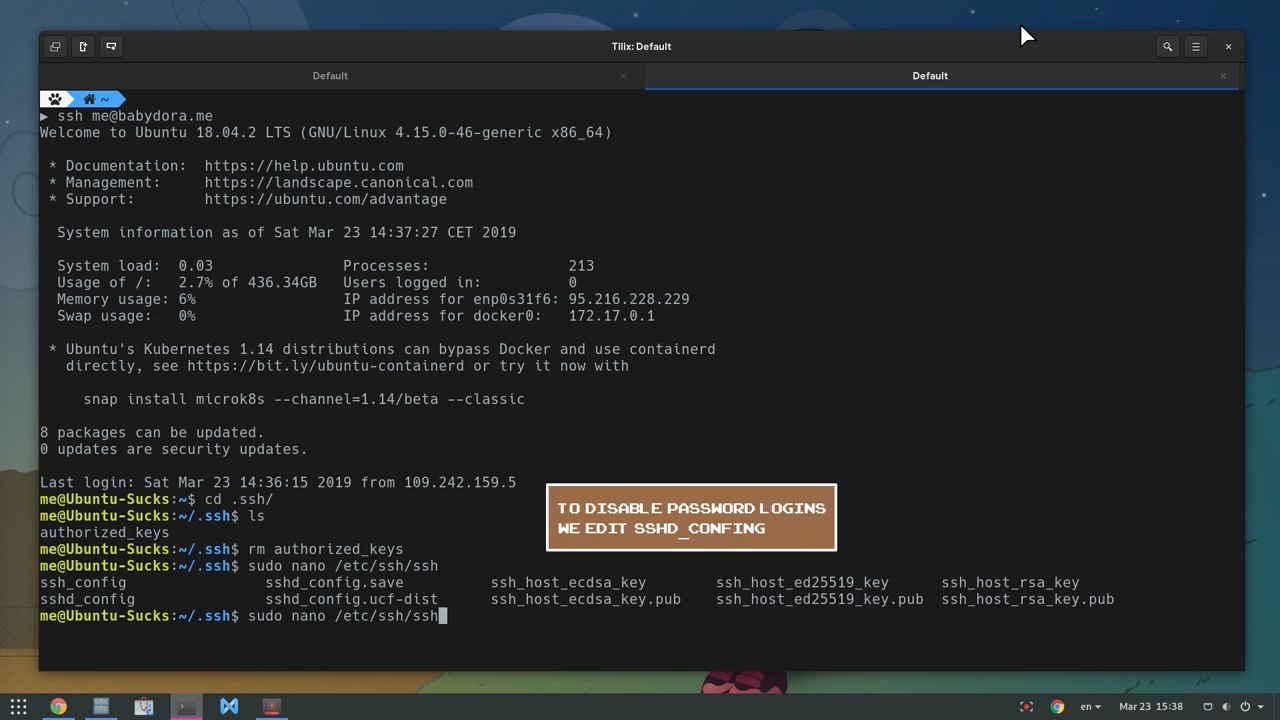 Tilix: Default
Default
Default
~
▶ ssh me@babydora.me
Welcome to Ubuntu 18.04.2 LTS (GNU/Linux 4.15.0-46-generic x86_64)
* Documentation:  https://help.ubuntu.com
* Management:     https://landscape.canonical.com
* Support:        https://ubuntu.com/advantage
System information as of Sat Mar 23 14:37:27 CET 2019
System load:  0.03               Processes:              213
Usage of /:   2.7% of 436.34GB   Users logged in:        0
Memory usage: 6%                 IP address for enp0s31f6: 95.216.228.229
Swap usage:   0%                 IP address for docker0:   172.17.0.1
* Ubuntu's Kubernetes 1.14 distributions can bypass Docker and use containerd
directly, see https://bit.ly/ubuntu-containerd or try it now with
snap install microk8s --channel=1.14/beta --classic
8 packages can be updated.
0 updates are security updates.
Last login: Sat Mar 23 14:36:15 2019 from 109.242.159.5
me@Ubuntu-Sucks:~$ cd .ssh/
me@Ubuntu-Sucks:~/.ssh$ ls
authorized_keys
me@Ubuntu-Sucks:~/.ssh$ rm authorized_keys
me@Ubuntu-Sucks:~/.ssh$ sudo nano /etc/ssh/ssh
ssh_config                sshd_config.save          ssh_host_ecdsa_key        ssh_host_ed25519_key      ssh_host_rsa_key
sshd_config               sshd_config.ucf-dist      ssh_host_ecdsa_key.pub    ssh_host_ed25519_key.pub  ssh_host_rsa_key.pub
me@Ubuntu-Sucks:~/.ssh$ sudo nano /etc/ssh/ssh
TO DISABLE PASSWORD LOGINS
WE EDIT SSHD_CONFING
en
Mar 23 15:38